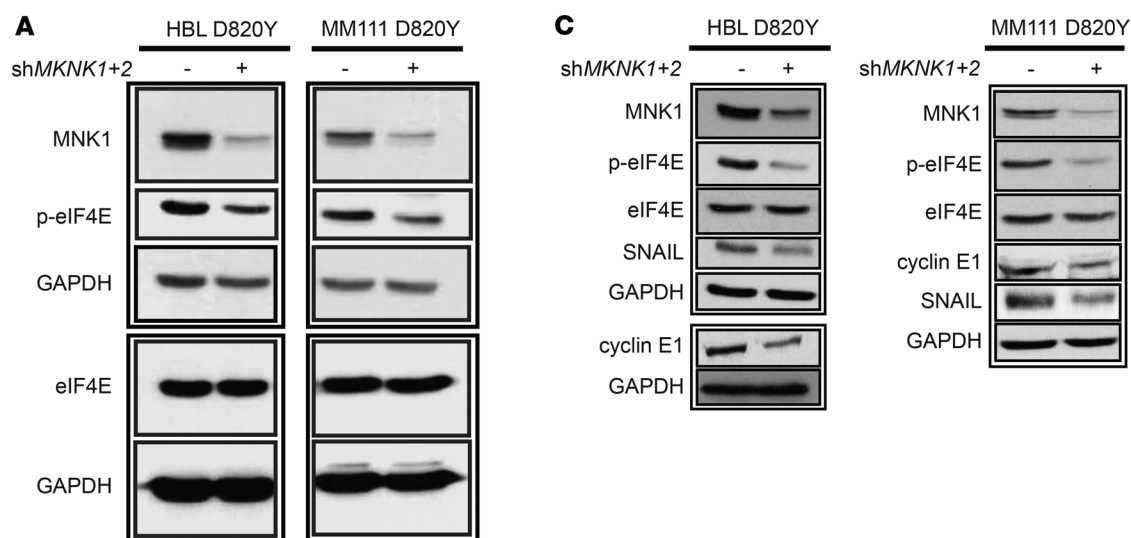 A
HBL D820Y
MM111 D820Y
shMKNK1+2
- +
- +
MNK1
p-eIF4E
GAPDH
eIF4E
GAPDH
C
HBL D820Y
shMKNK1+2
- +
MNK1
p-eIF4E
eIF4E
SNAIL
GAPDH
cyclin E1
GAPDH
MM111 D820Y
shMKNK1+2
- +
MNK1
p-eIF4E
eIF4E
cyclin E1
SNAIL
GAPDH